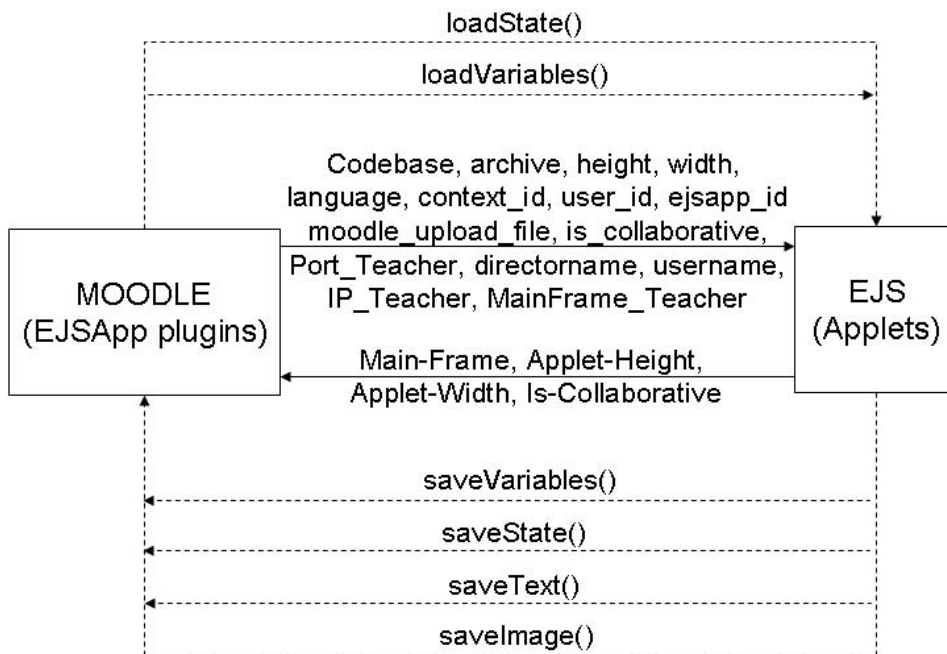 loadState()
loadVariables()
Codebase, archive, height, width,
language, context_id, user_id, ejsapp_id
moodle_upload_file, is_collaborative,
Port_Teacher, directorname, username,
IP_Teacher, MainFrame_Teacher
MOODLE
(EJSApp plugins)
EJS
(Applets)
Main-Frame, Applet-Height,
Applet-Width, Is-Collaborative
saveVariables()
saveState()
saveText()
saveImage()